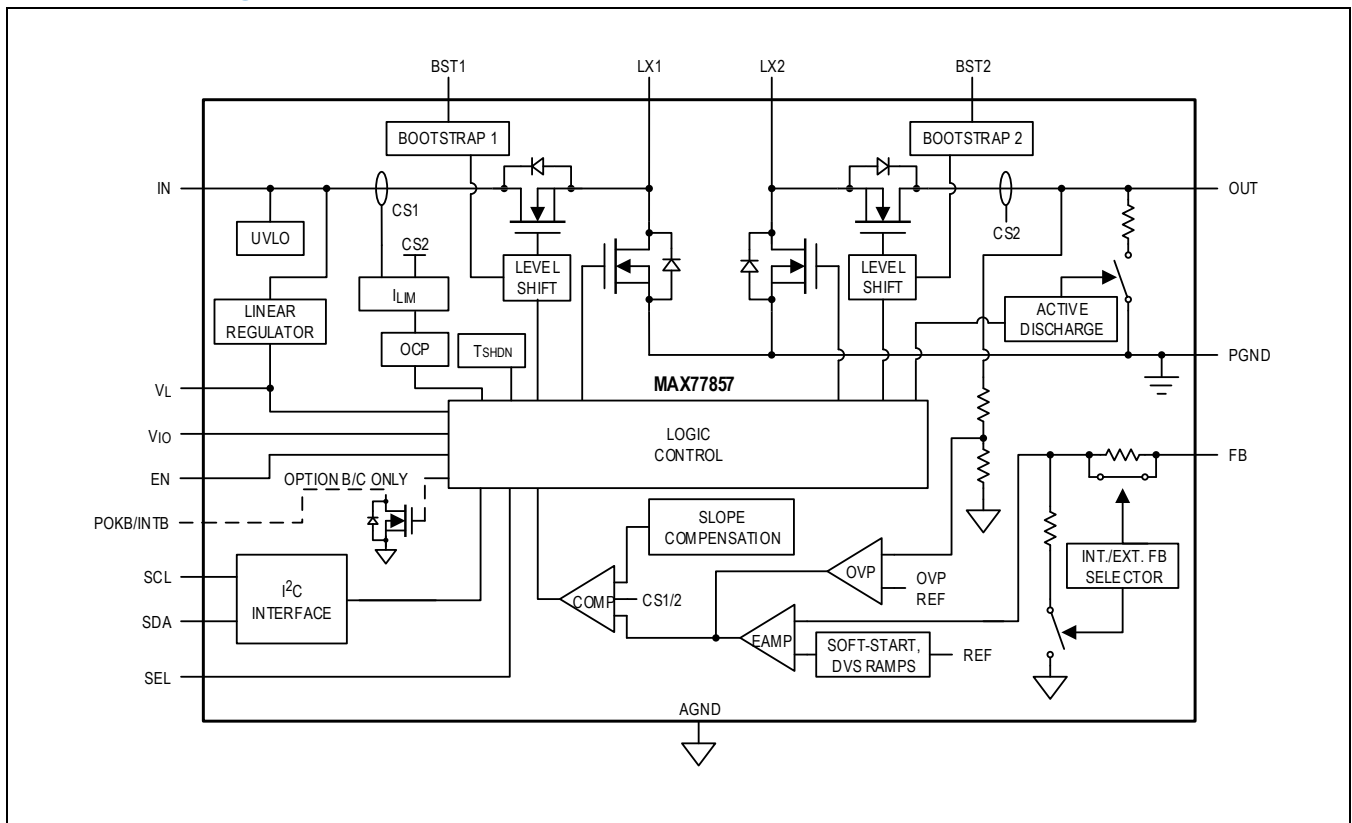 BST1
LX1
LX2
BST2
BOOTSTRAP 1
BOOTSTRAP 2
IN
OUT
CS1
CS2
UVLO
CS2
LEVEL
SHIFT
LEVEL
SHIFT
ILIM
LINEAR
REGULATOR
ACTIVE
DISCHARGE
OCP
TSHDN
PGND
MAX77857
VL
VIO
LOGIC
CONTROL
EN
FB
OPTION B/C ONLY
POKB/INTB
SLOPE
COMPENSATION
INT./EXT. FB
SELECTOR
SCL
I2C
INTERFACE
SDA
OVP
OVP
REF
COMP
CS1/2
EAMP
SOFT-START,
DVS RAMPS
REF
SEL
AGND